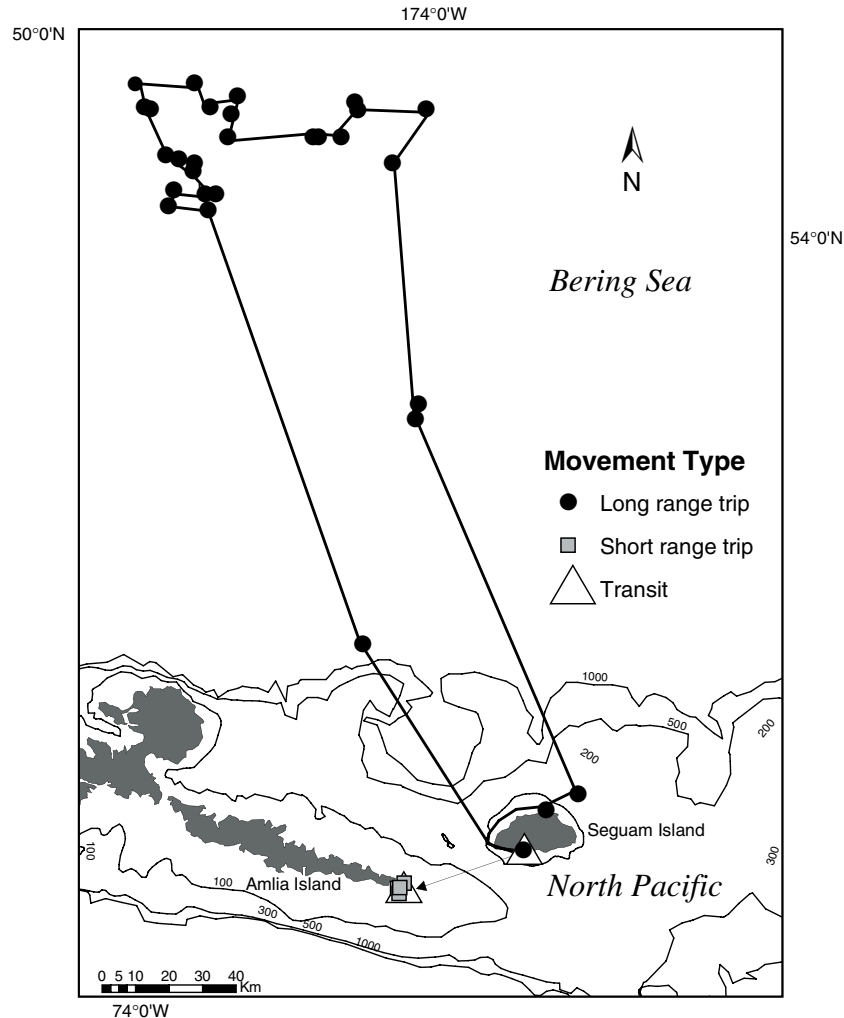 174°0'W
50°0'N
N
54°0'N
Bering Sea
Movement Type
Long range trip
Short range trip
Transit
1000
500
200
200
Seguam Island
100
300
Amlia Island
100
North Pacific
300
500
1000
0 5 10 20 30 40
Km
74°0'W